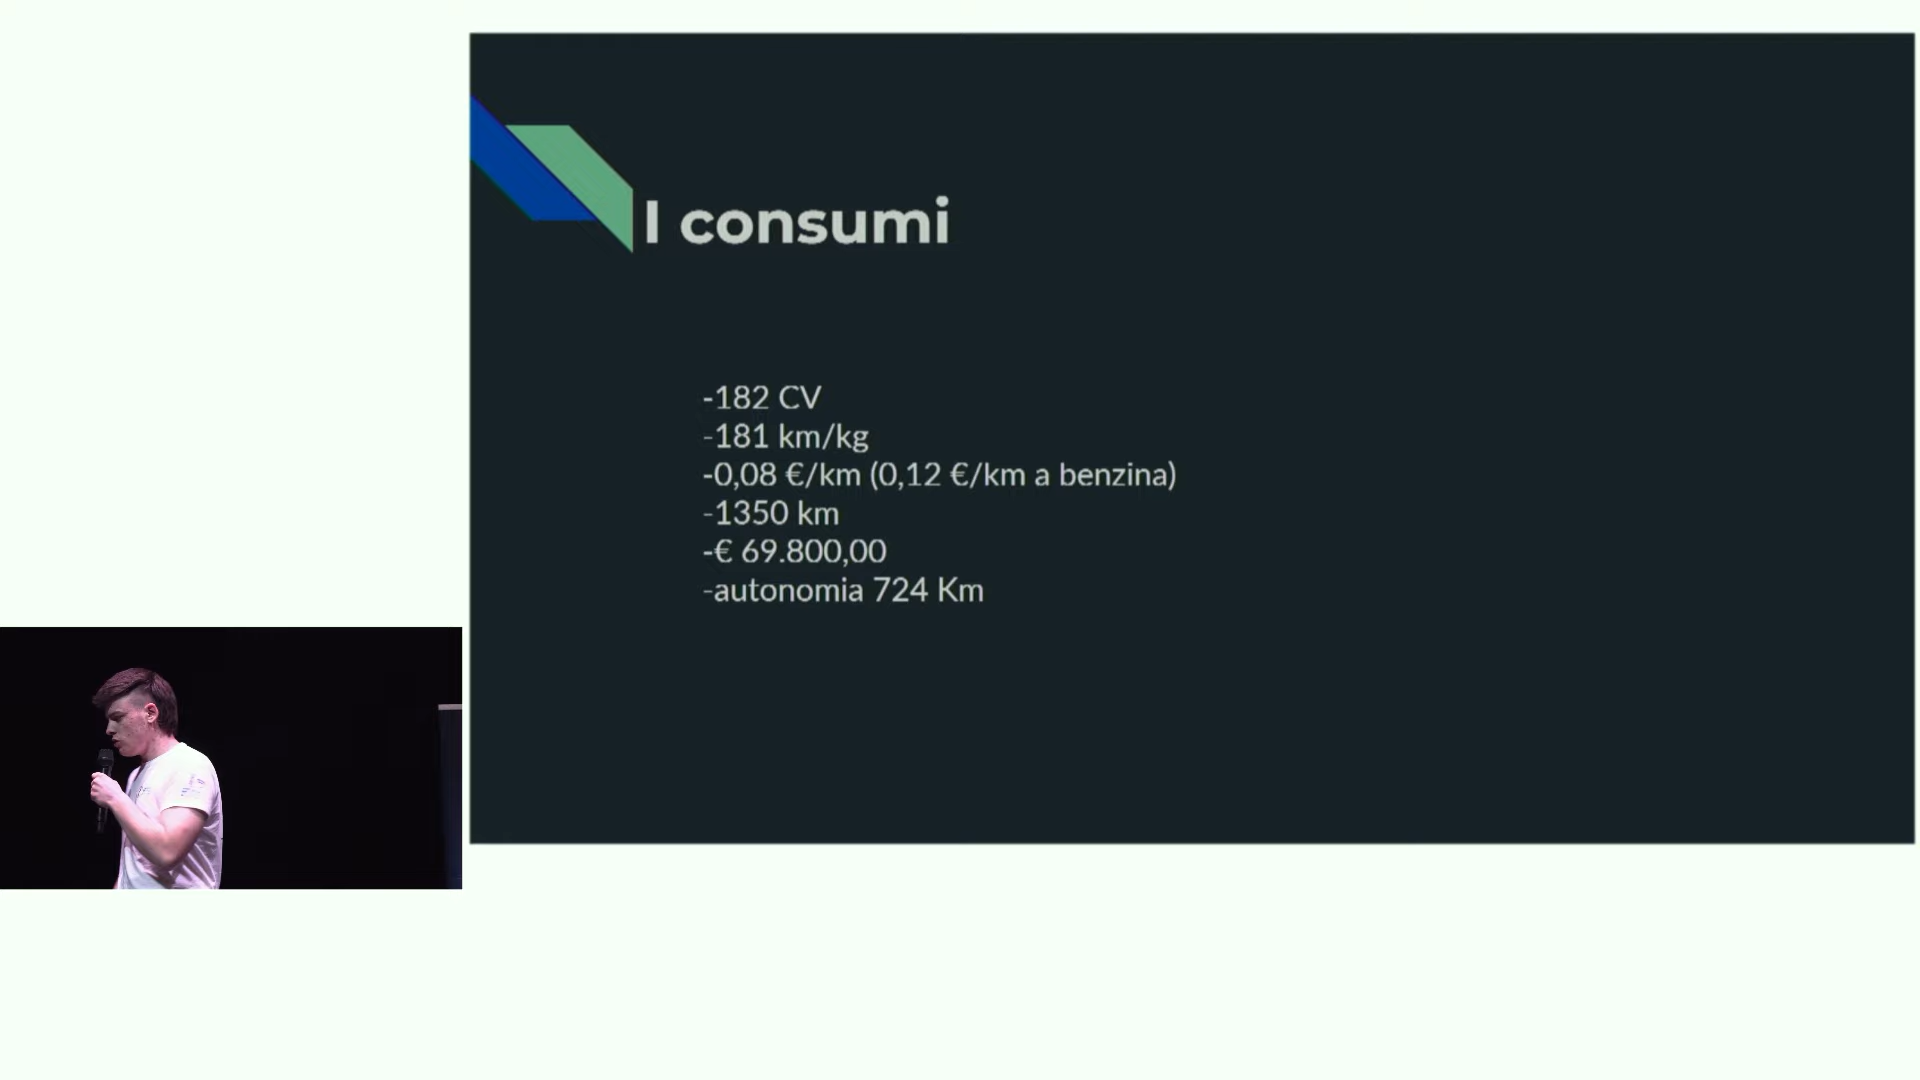 I consumi
-182 CV
-181 km/kg
-0,08 €/km (0,12 €/km a benzina)
-1350 km
-€ 69.800,00
-autonomia 724 Km